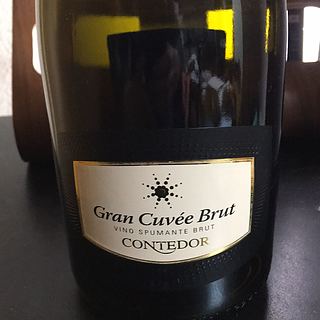 Gran Cuvée Brut
VINO SPUMANTE BRUT
CONTEDOR